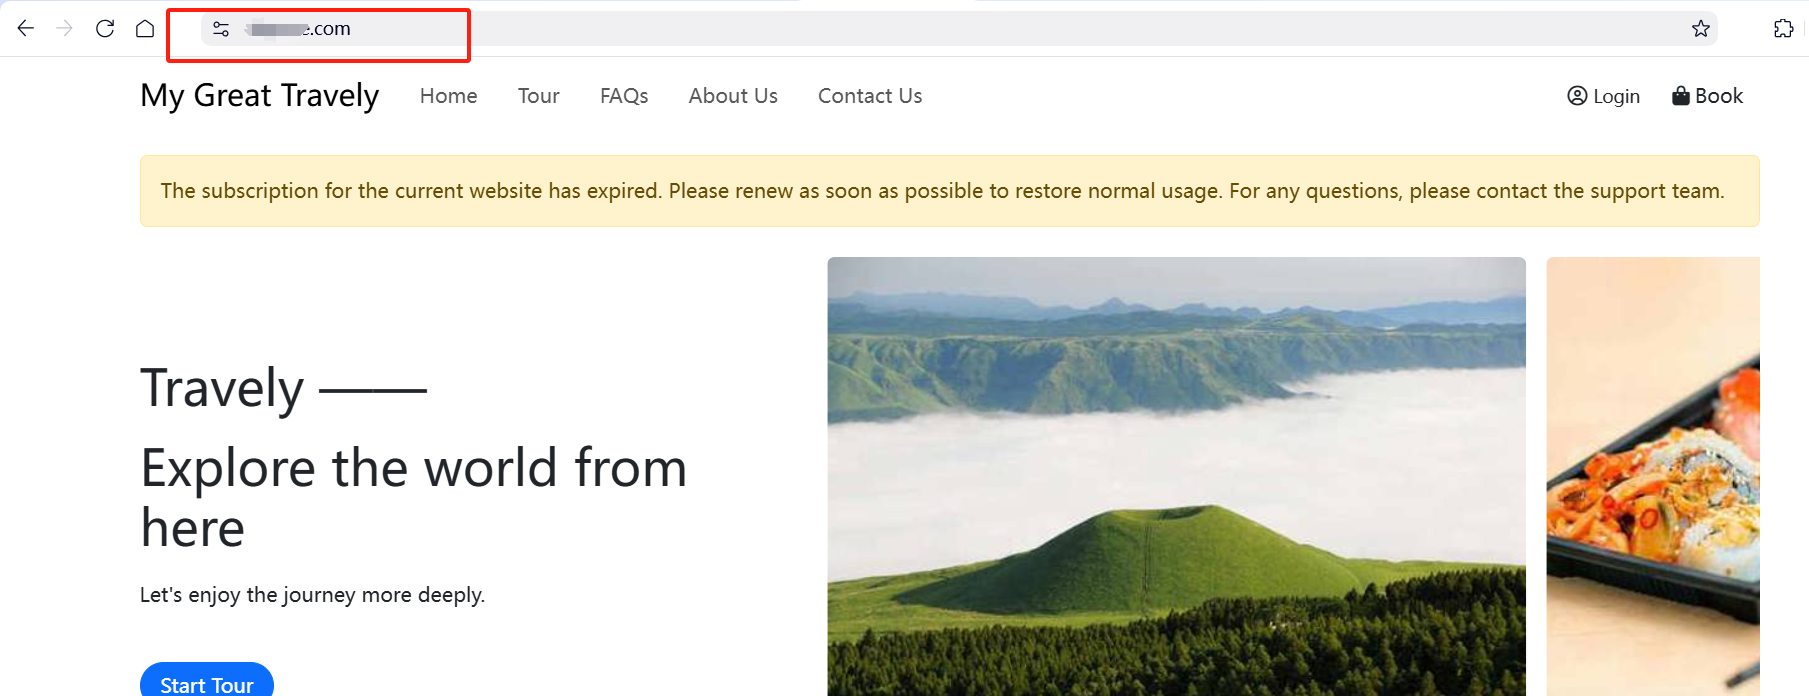 .com
My Great Travely
Home
Tour
FAQs
About Us
Contact Us
Login
Book
The subscription for the current website has expired. Please renew as soon as possible to restore normal usage. For any questions, please contact the support team.
Travely ——
Explore the world from
here
Let's enjoy the journey more deeply.
Start Tour